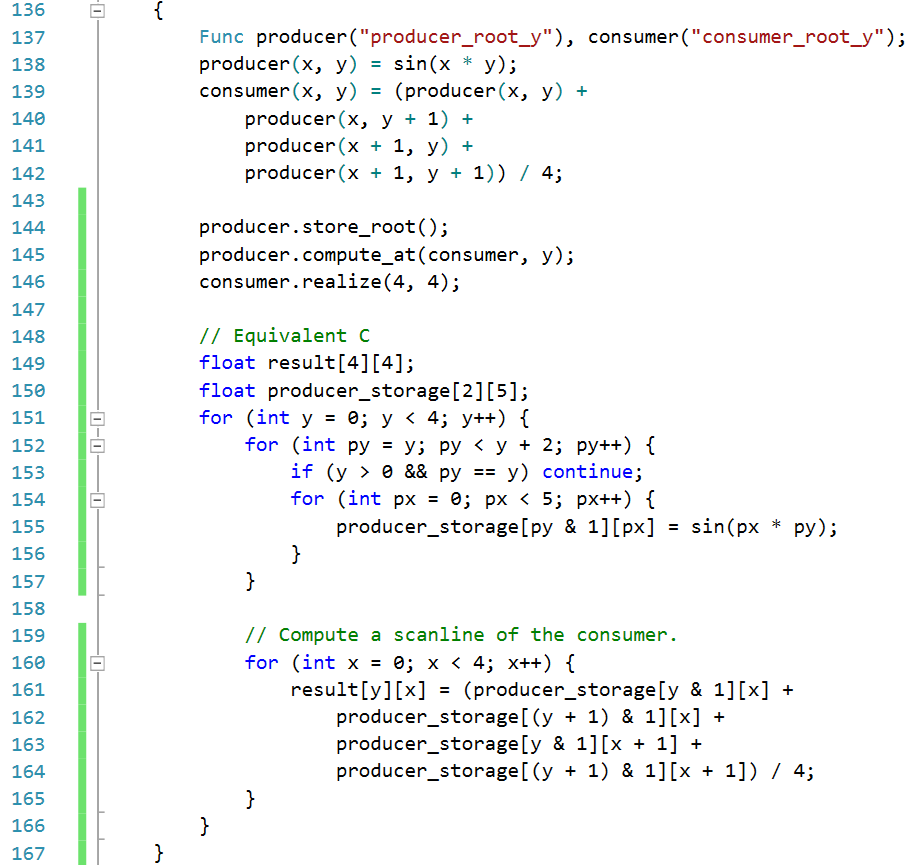 136 {
137 Func producer("producer_root_y"), consumer("consumer_root_y");
138 producer(x, y) = sin(x * y);
139 consumer(x, y) = (producer(x, y) +
140 producer(x, y + 1) +
141 producer(x + 1, y) +
142 producer(x + 1, y + 1)) / 4;
143
144 producer.store_root();
145 producer.compute_at(consumer, y);
146 consumer.realize(4, 4);
147
148 // Equivalent C
149 float result[4][4];
150 float producer_storage[2][5];
151 for (int y = 0; y < 4; y++) {
152 for (int py = y; py < y + 2; py++) {
153 if (y > 0 && py == y) continue;
154 for (int px = 0; px < 5; px++) {
155 producer_storage[py & 1][px] = sin(px * py);
156 }
157 }
158
159 // Compute a scanline of the consumer.
160 for (int x = 0; x < 4; x++) {
161 result[y][x] = (producer_storage[y & 1][x] +
162 producer_storage[(y + 1) & 1][x] +
163 producer_storage[y & 1][x + 1] +
164 producer_storage[(y + 1) & 1][x + 1]) / 4;
165 }
166 }
167 }